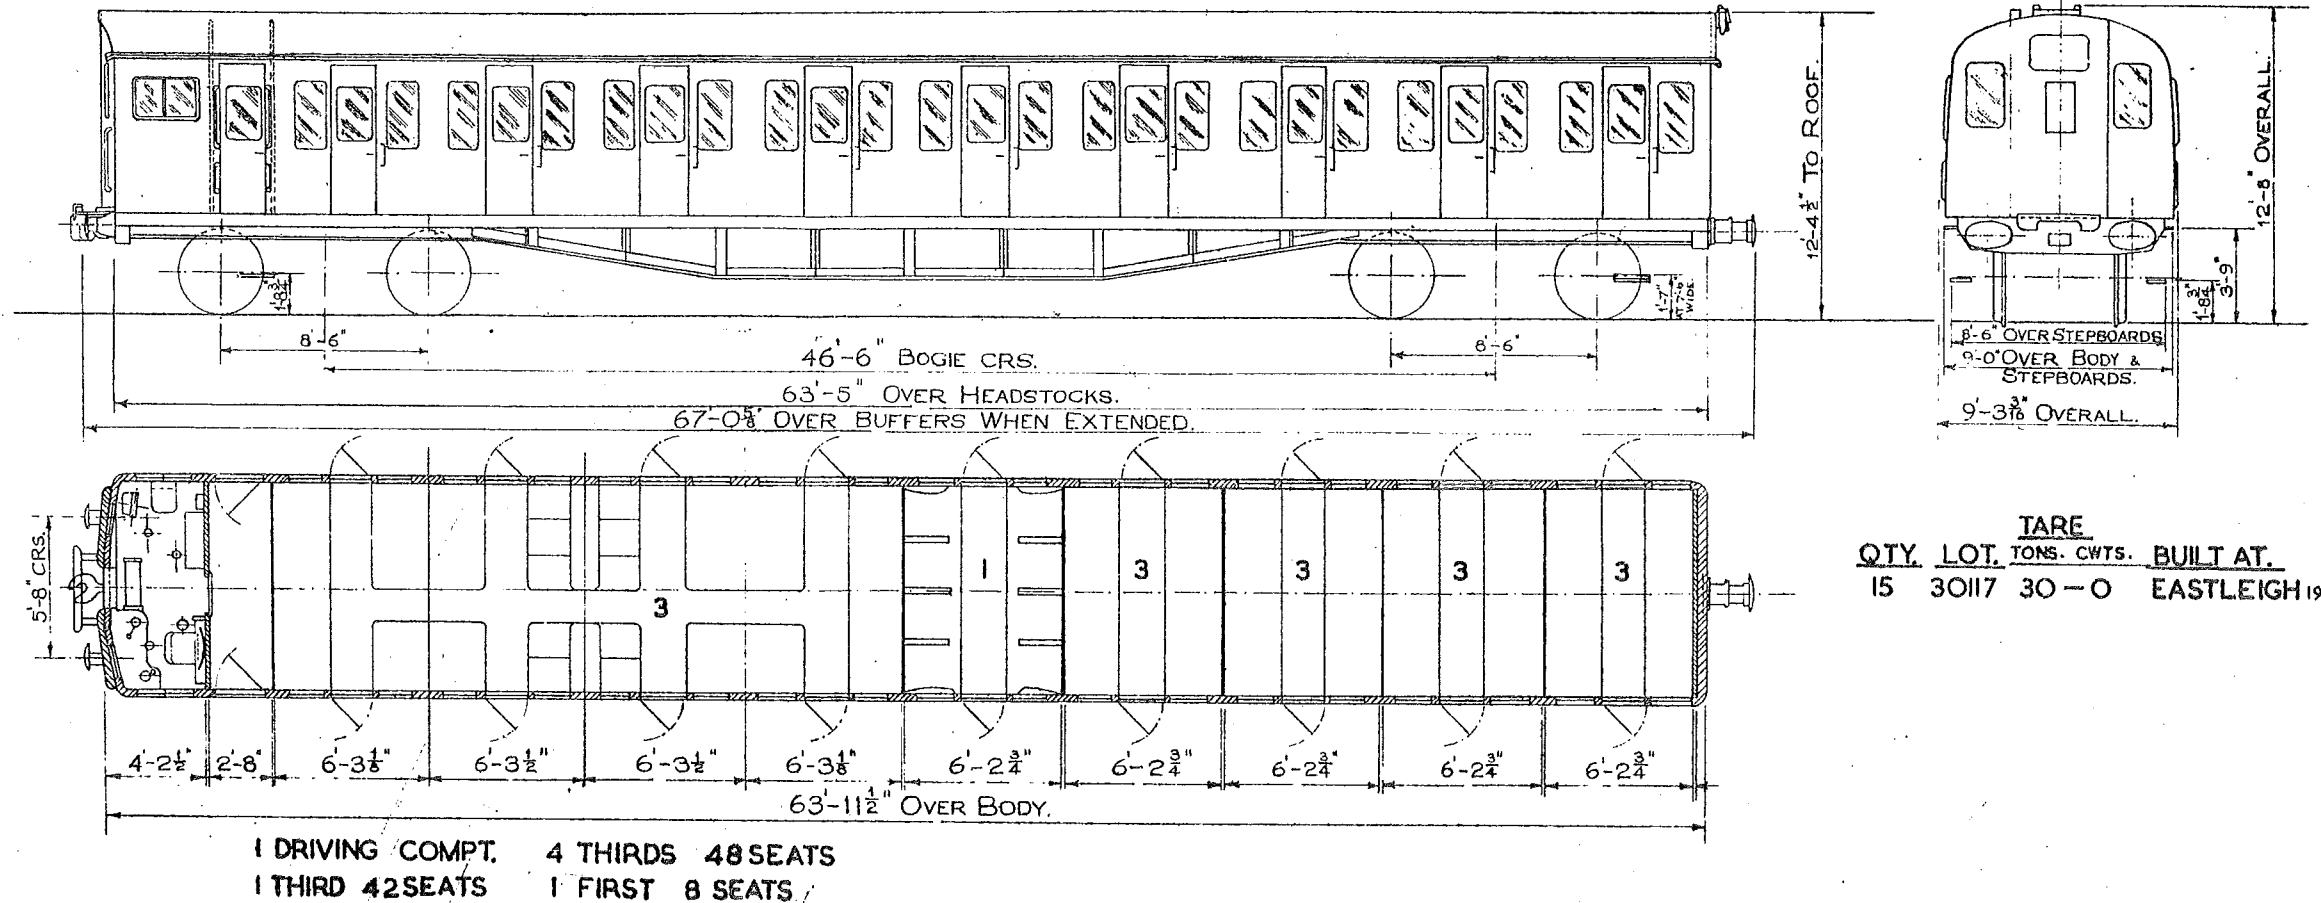 12'-4½" TO ROOF.
12'-8" OVERALL.
1'-8¾"
1'-7"
AT 7'-6"
WIDE.
3'-9"
1'-8¾"
8'-6"
46'-6" BOGIE CRS.
8'-6"
63'-5" OVER HEADSTOCKS.
67'-0⅝" OVER BUFFERS WHEN EXTENDED.
8'-6" OVER STEPBOARDS
9'-0" OVER BODY &
STEPBOARDS.
9'-3 3/16" OVERALL.
5'-8" CRS.
3
1
3
3
3
3
TARE
QTY. LOT. TONS. CWTS. BUILT AT.
15 30117 30-0 EASTLEIGH 19
4'-2½" 2'-8" 6'-3⅛" 6'-3½" 6'-3½" 6'-3⅛" 6'-2¾" 6'-2¾" 6'-2¾" 6'-2¾" 6'-2¾"
63'-11½" OVER BODY.
1 DRIVING COMPT. 4 THIRDS 48 SEATS
1 THIRD 42 SEATS 1 FIRST 8 SEATS